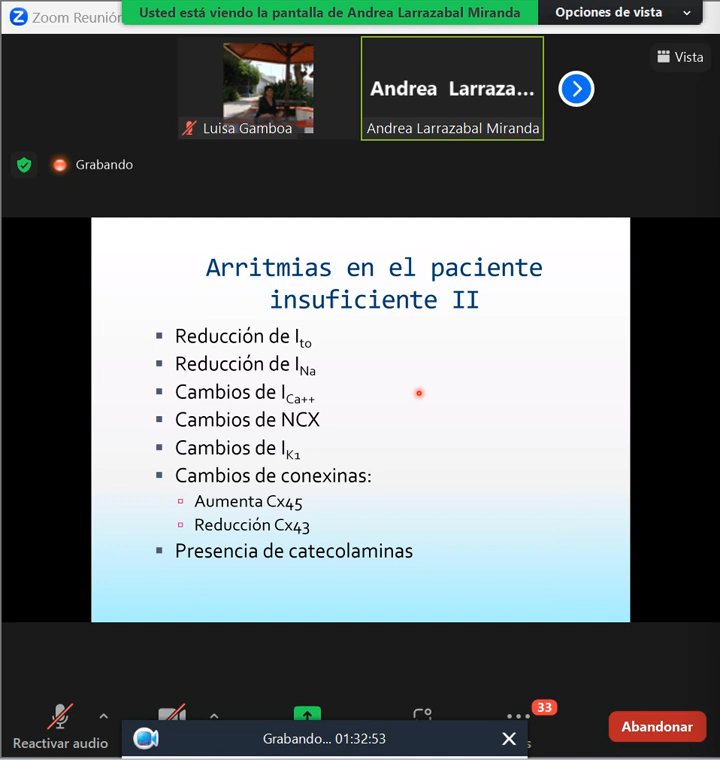 Zoom Reunión
Usted está viendo la pantalla de Andrea Larrazabal Miranda
Opciones de vista
Andrea Larraza...
Vista
Luisa Gamboa
Andrea Larrazabal Miranda
Grabando
Arritmias en el paciente
insuficiente II
Reducción de Ito
Reducción de INa
Cambios de ICa++
Cambios de NCX
Cambios de IK1
Cambios de conexinas:
Aumenta Cx45
Reducción Cx43
Presencia de catecolaminas
33
Abandonar
Reactivar audio
Grabando... 01:32:53